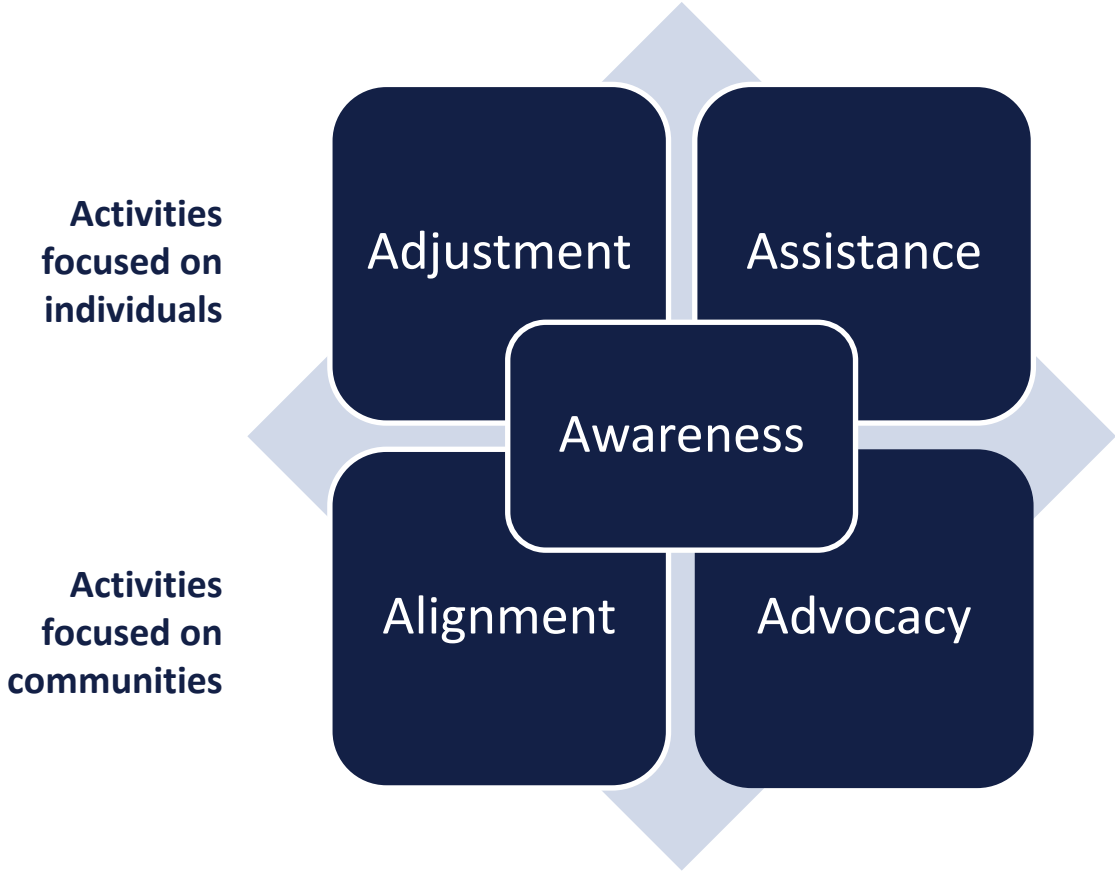 Activities
focused on
individuals
Adjustment
Assistance
Awareness
Activities
focused on
communities
Alignment
Advocacy